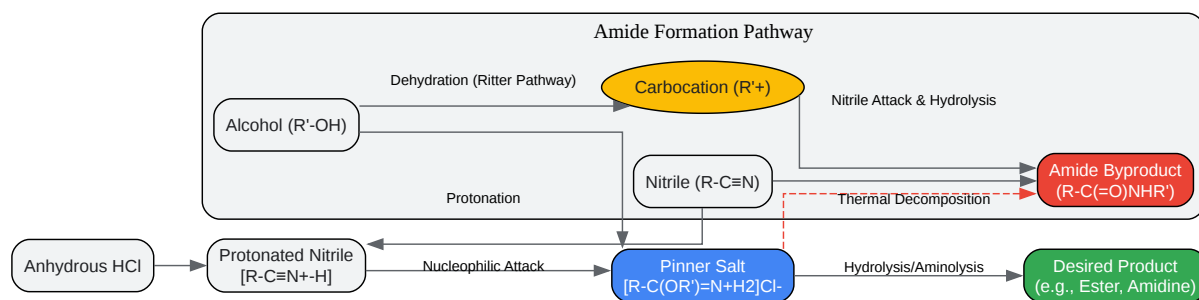 Amide Formation Pathway
Dehydration (Ritter Pathway)
Carbocation (R'+)
Nitrile Attack & Hydrolysis
Alcohol (R'-OH)
Nitrile (R-C≡N)
Amide Byproduct
(R-C(=O)NHR')
Protonation
Thermal Decomposition
Anhydrous HCl
Protonated Nitrile
[R-C≡N+-H]
Nucleophilic Attack
Pinner Salt
[R-C(OR')=N+H2]Cl-
Hydrolysis/Aminolysis
Desired Product
(e.g., Ester, Amidine)